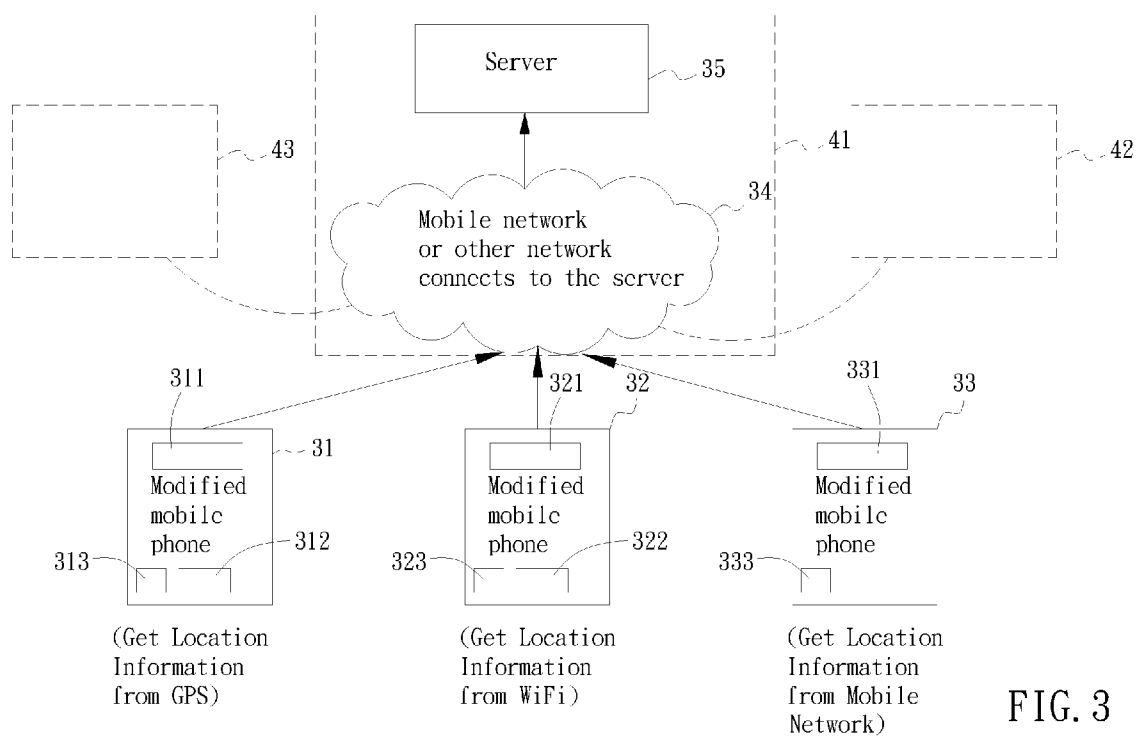 Server
35
43
41
42
34
Mobile network
or other network
connects to the server
311
31
321
32
331
33
Modified
mobile
phone
Modified
mobile
phone
Modified
mobile
phone
313
312
323
322
333
(Get Location
Information
from GPS)
(Get Location
Information
from WiFi)
(Get Location
Information
from Mobile
Network)
FIG. 3